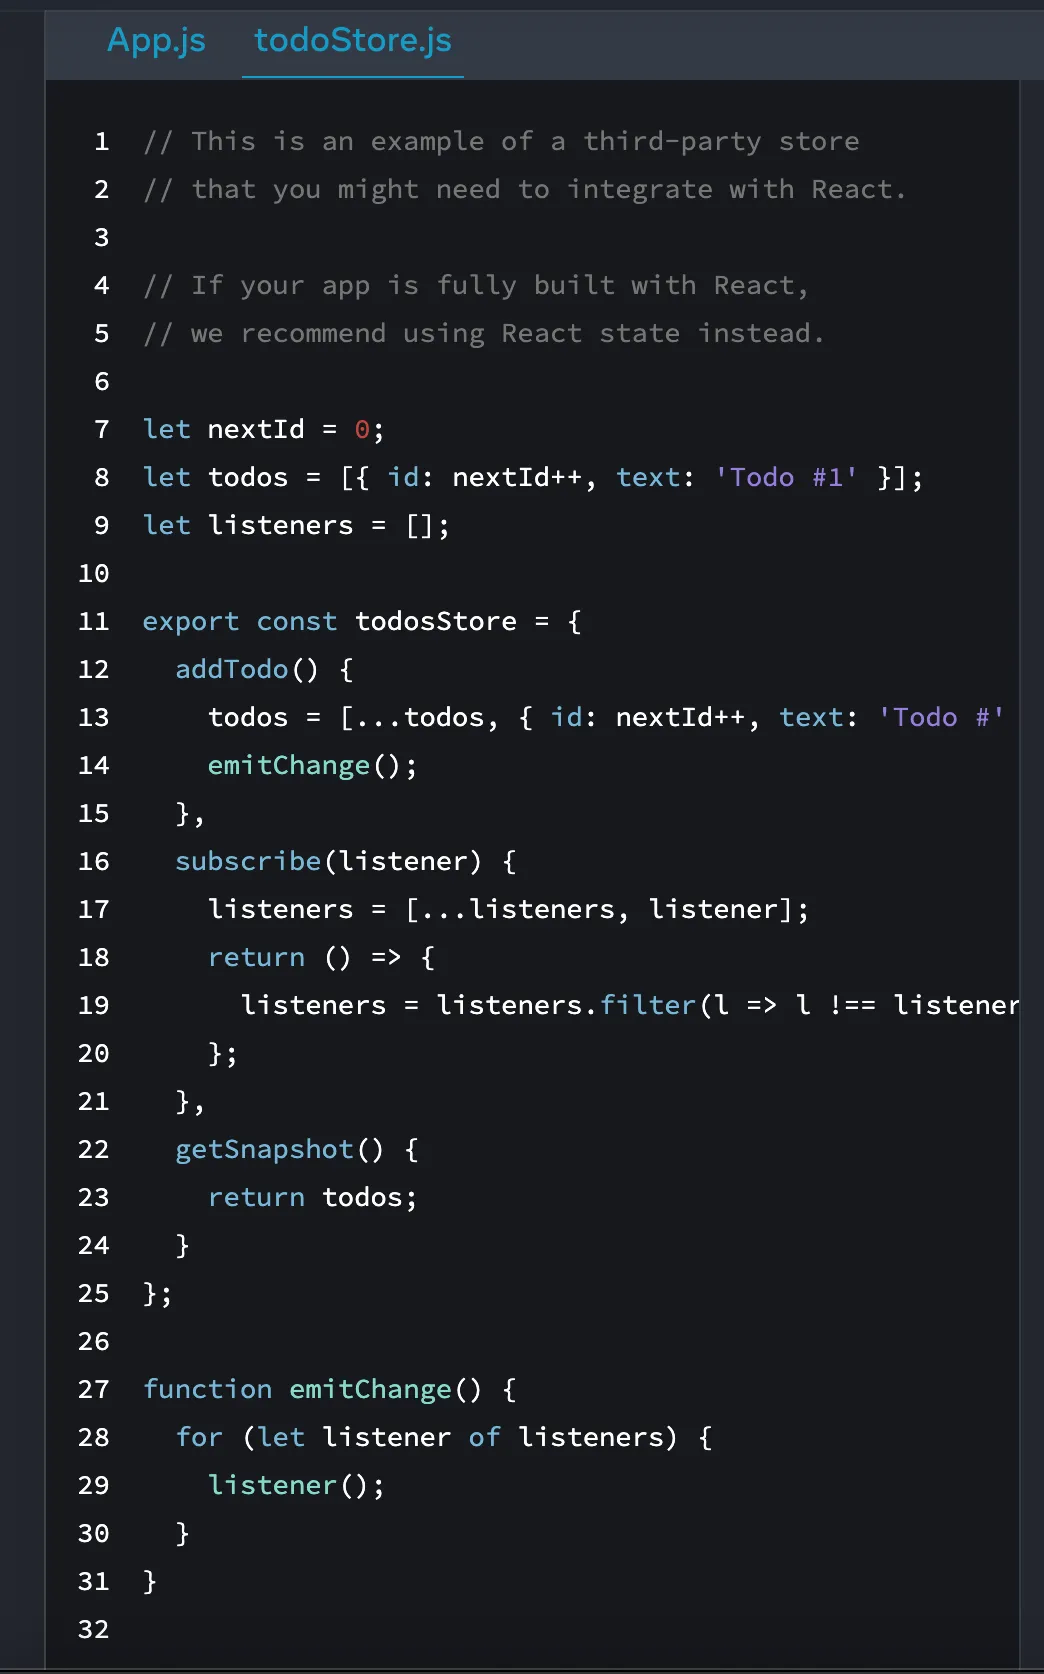 App.js todoStore.js
1 // This is an example of a third-party store
2 // that you might need to integrate with React.
3
4 // If your app is fully built with React,
5 // we recommend using React state instead.
6
7 let nextId = 0;
8 let todos = [{ id: nextId++, text: 'Todo #1' }];
9 let listeners = [];
10
11 export const todosStore = {
12   addTodo() {
13     todos = [...todos, { id: nextId++, text: 'Todo #'
14     emitChange();
15   },
16   subscribe(listener) {
17     listeners = [...listeners, listener];
18     return () => {
19       listeners = listeners.filter(l => l !== listener
20     };
21   },
22   getSnapshot() {
23     return todos;
24   }
25 };
26
27 function emitChange() {
28   for (let listener of listeners) {
29     listener();
30   }
31 }
32